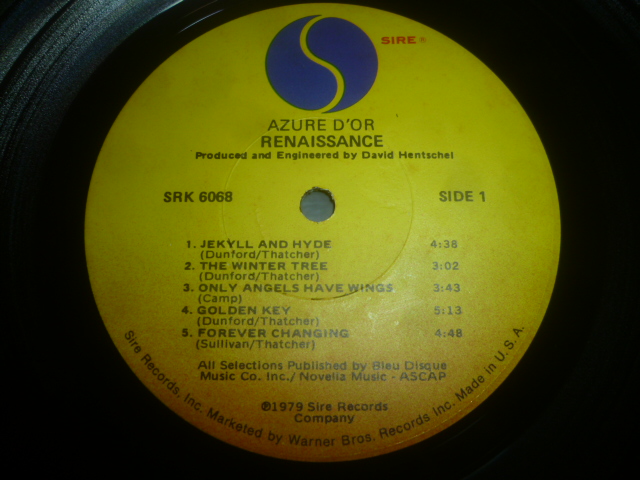 SIRE®
AZURE D'OR
RENAISSANCE
Produced and Engineered by David Hentschel
SRK 6068 SIDE 1
1. JEKYLL AND HYDE 4:38
(Dunford/Thatcher)
2. THE WINTER TREE 3:02
(Dunford/Thatcher)
3. ONLY ANGELS HAVE WINGS 3:43
(Camp)
4. GOLDEN KEY 5:13
(Dunford/Thatcher)
5. FOREVER CHANGING 4:48
(Sullivan/Thatcher)
All Selections Published by Bleu Disque
Music Co. Inc./ Novella Music - ASCAP
℗1979 Sire Records
Company
Sire Records, Inc. Marketed by Warner Bros. Records Inc. Made in U.S.A.